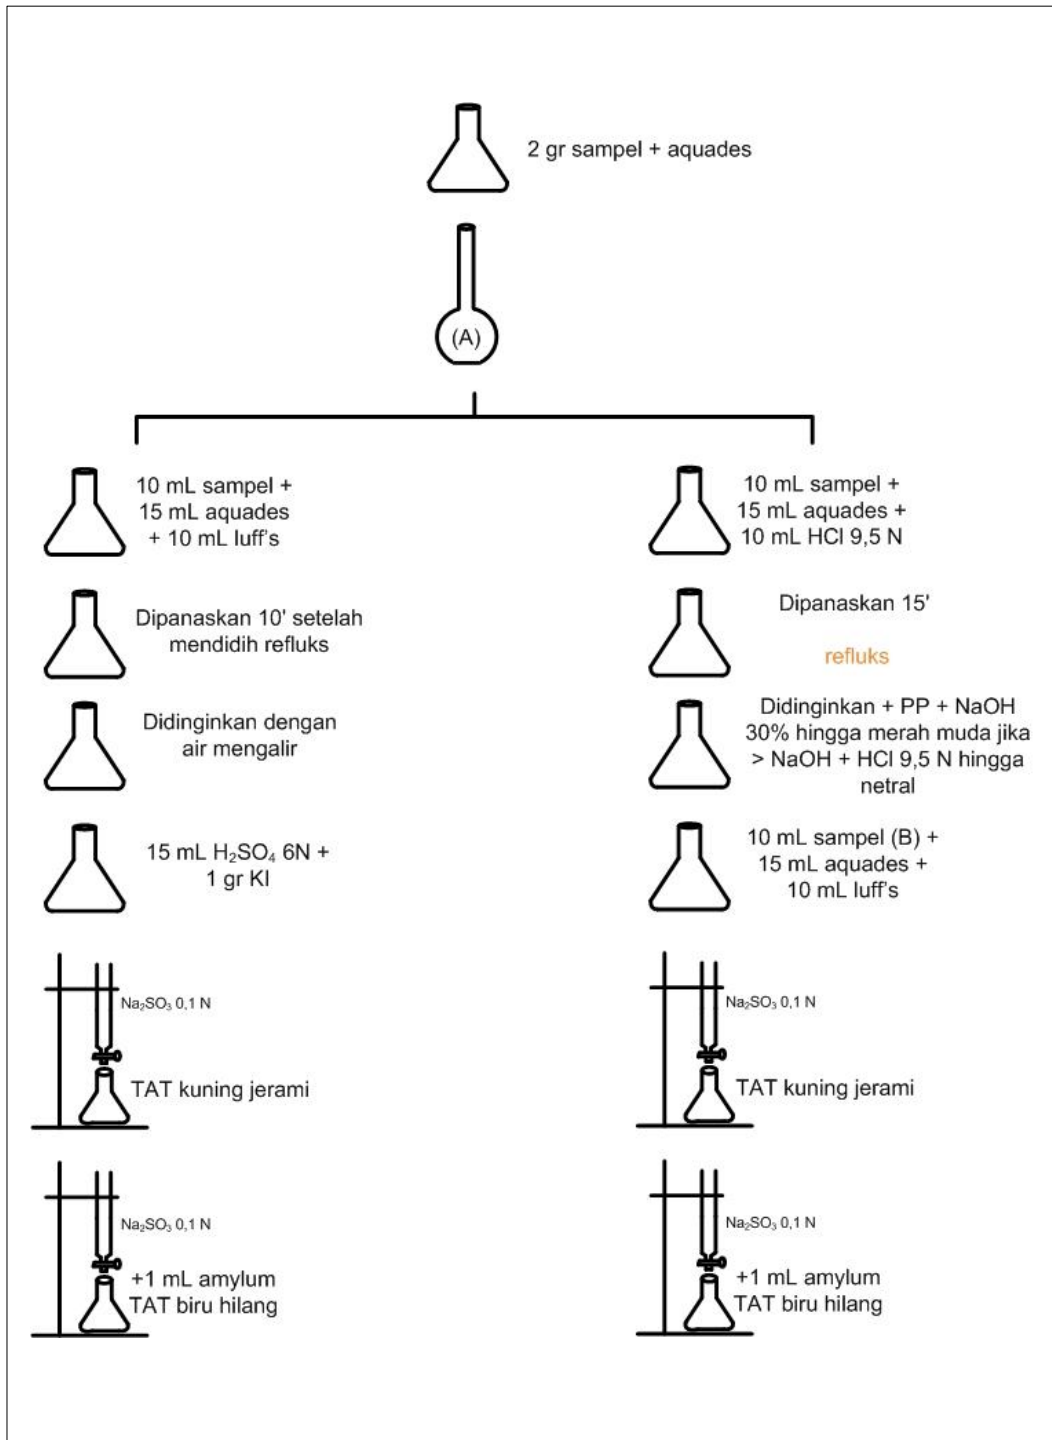 2 gr sampel + aquades
(A)
10 mL sampel +
15 mL aquades
+ 10 mL luff's
Dipanaskan 10' setelah
mendidih refluks
Didinginkan dengan
air mengalir
15 mL H₂SO₄ 6N +
1 gr KI
Na₂SO₃ 0,1 N
TAT kuning jerami
Na₂SO₃ 0,1 N
+1 mL amylum
TAT biru hilang
10 mL sampel +
15 mL aquades +
10 mL HCl 9,5 N
Dipanaskan 15'
refluks
Didinginkan + PP + NaOH
30% hingga merah muda jika
> NaOH + HCl 9,5 N hingga
netral
10 mL sampel (B) +
15 mL aquades +
10 mL luff's
Na₂SO₃ 0,1 N
TAT kuning jerami
Na₂SO₃ 0,1 N
+1 mL amylum
TAT biru hilang